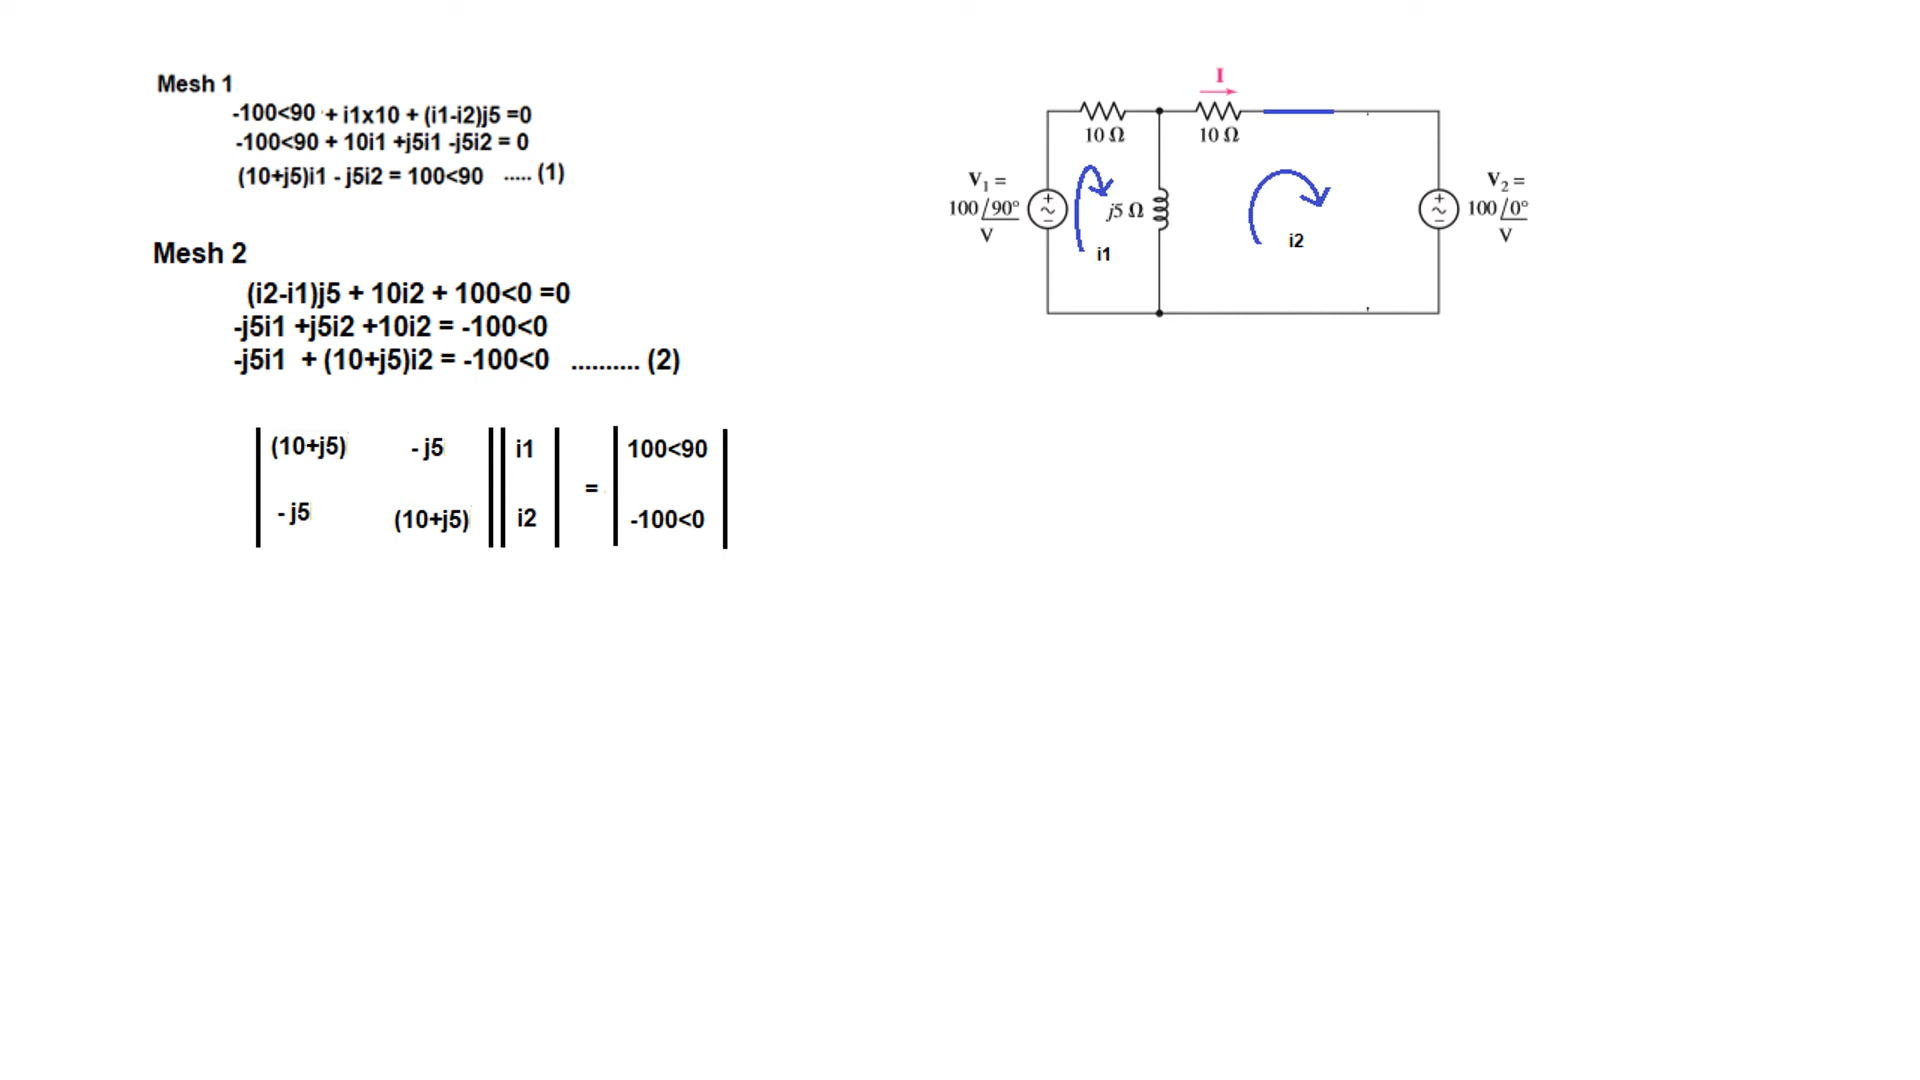 Mesh 1
-100<90 + i1x10 + (i1-i2)j5 =0
-100<90 + 10i1 +j5i1 -j5i2 = 0
(10+j5)i1 - j5i2 = 100<90 ..... (1)
Mesh 2
(i2-i1)j5 + 10i2 + 100<0 =0
-j5i1 +j5i2 +10i2 = -100<0
-j5i1 + (10+j5)i2 = -100<0 .......... (2)
(10+j5) - j5 i1 = 100<90
- j5 (10+j5) i2 -100<0
I
10 Ω 10 Ω
V₁ =
100/90°
V
+
~
−
j5 Ω
i1
i2
+
~
−
V₂ =
100/0°
V